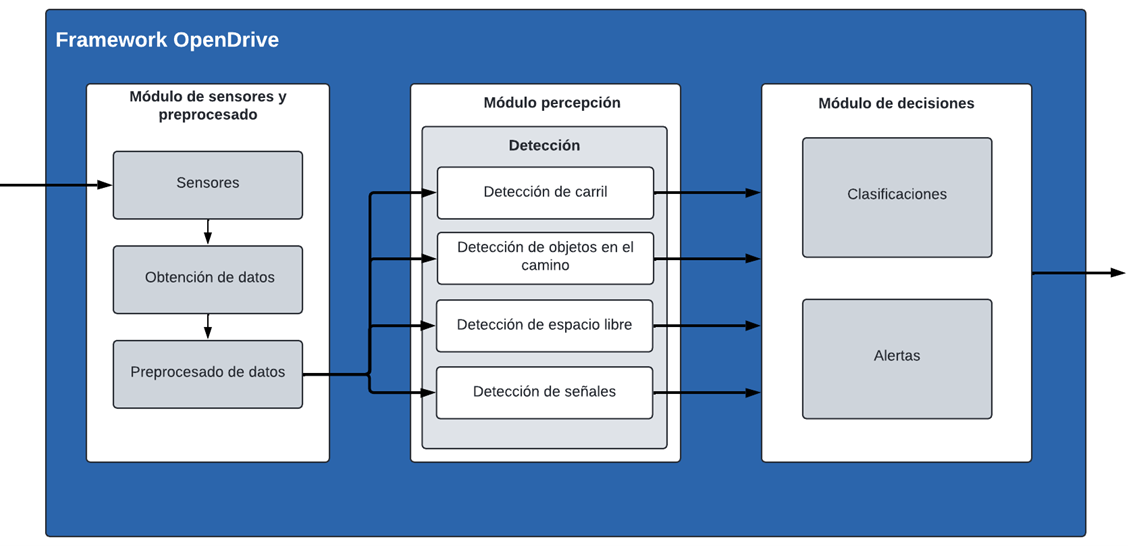 Framework OpenDrive
Módulo de sensores y
preprocesado
Sensores
Obtención de datos
Preprocesado de datos
Módulo percepción
Detección
Detección de carril
Detección de objetos en el
camino
Detección de espacio libre
Detección de señales
Módulo de decisiones
Clasificaciones
Alertas